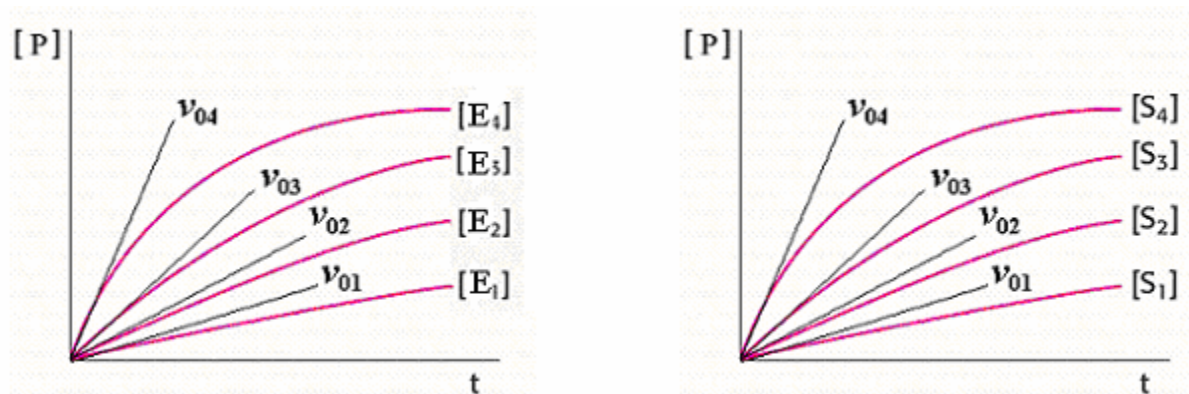 [P]
v₀₄
[E₄]
v₀₃
[E₃]
v₀₂
[E₂]
v₀₁
[E₁]
t
[P]
v₀₄
[S₄]
[S₃]
v₀₃
v₀₂
[S₂]
v₀₁
[S₁]
t